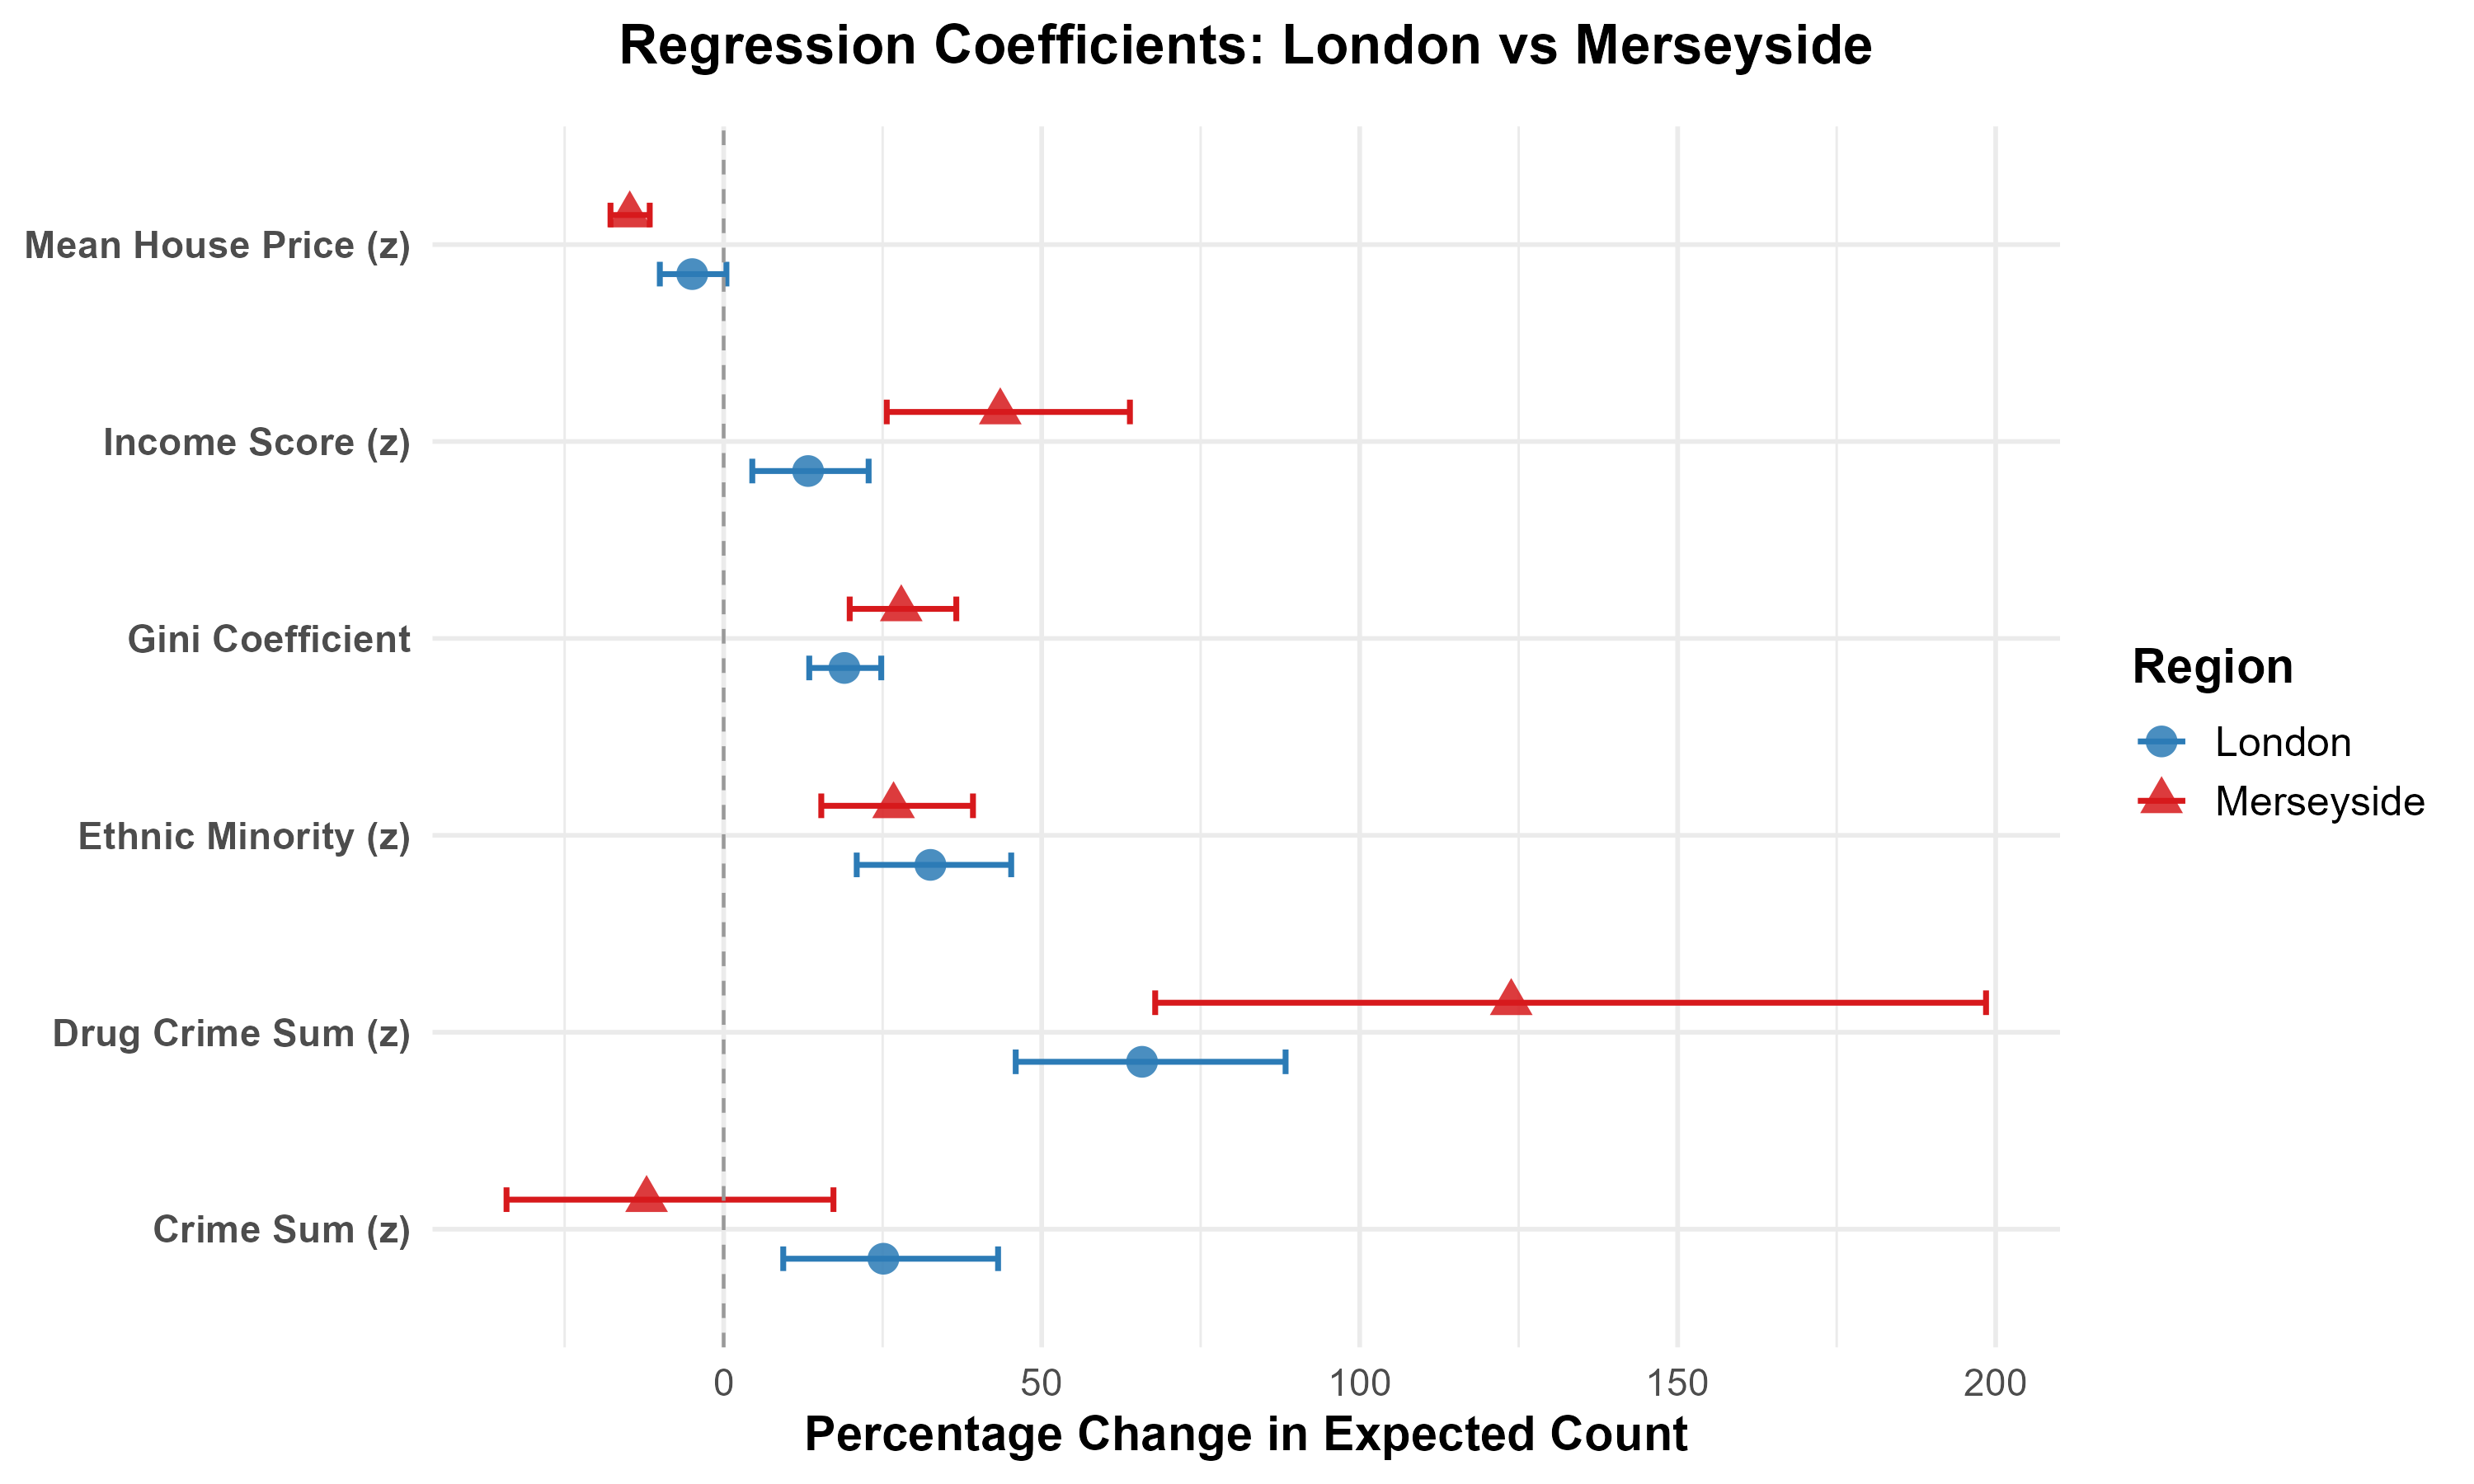 Regression Coefficients: London vs Merseyside
Mean House Price (z)
Income Score (z)
Gini Coefficient
Ethnic Minority (z)
Drug Crime Sum (z)
Crime Sum (z)
0 50 100 150 200
Percentage Change in Expected Count
Region
London
Merseyside